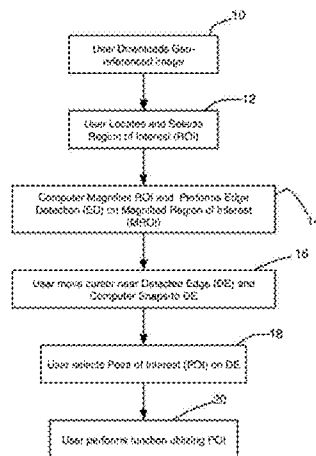 10
User Downloads Geo-
referenced Image
12
User Locates and Selects
Region of Interest (ROI)
Computer Magnifies ROI and Performs Edge
Detection (ED) on Magnified Region of Interest
(MROI)
14
16
User move cursor near Detected Edge (DE) and
Computer Snaps-to DE
18
User selects Point of Interest (POI) on DE
20
User performs function utilizing POI